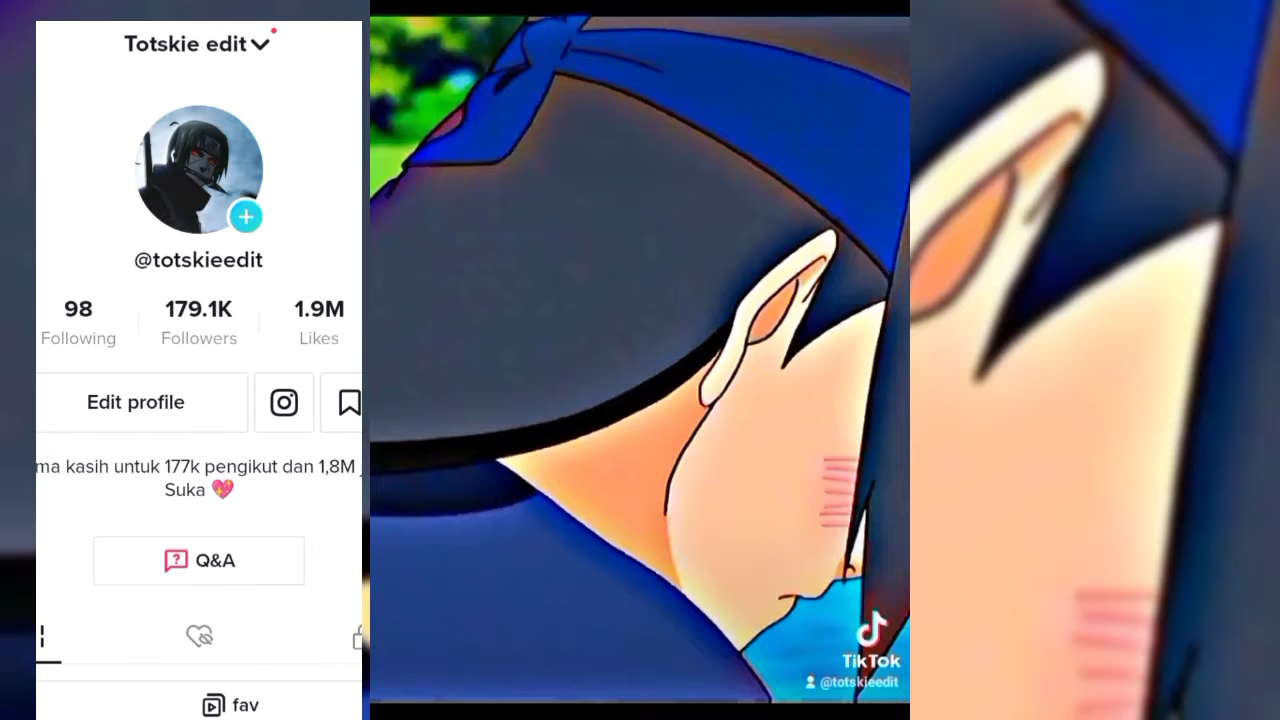 Totskie edit
@totskieedit
98 179.1K 1.9M
Following Followers Likes
Edit profile
ma kasih untuk 177k pengikut dan 1,8M
Suka 💖
Q&A
fav
TikTok
@totskieedit